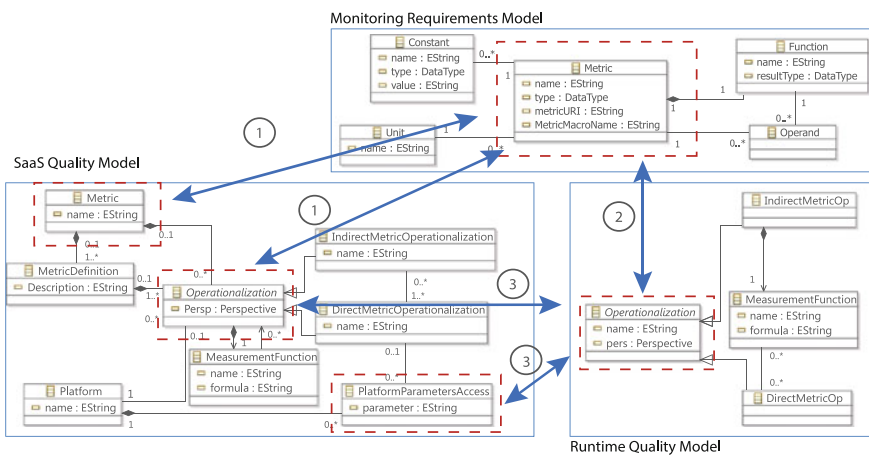 Monitoring Requirements Model
Constant
name : EString
type : DataType
value : EString
0..*
1
Metric
name : EString
type : DataType
metricURI : EString
MetricMacroName : EString
Function
name : EString
resultType : DataType
1
1
1
0..*
Unit
name : EString
1
0..*
1
0..*
Operand
1
SaaS Quality Model
Metric
name : EString
0..1
0..1
1..*
MetricDefinition
Description : EString
0..1
1..*
0..*
0..*
Operationalization
Persp : Perspective
1
IndirectMetricOperationalization
name : EString
0..*
1..*
DirectMetricOperationalization
name : EString
0..1
0..1
1
0..*
MeasurementFunction
name : EString
formula : EString
0..*
Platform
name : EString
1
1
0..*
PlatformParametersAccess
parameter : EString
2
3
3
IndirectMetricOp
1
Operationalization
name : EString
pers : Perspective
MeasurementFunction
name : EString
formula : EString
0..*
0..*
DirectMetricOp
Runtime Quality Model